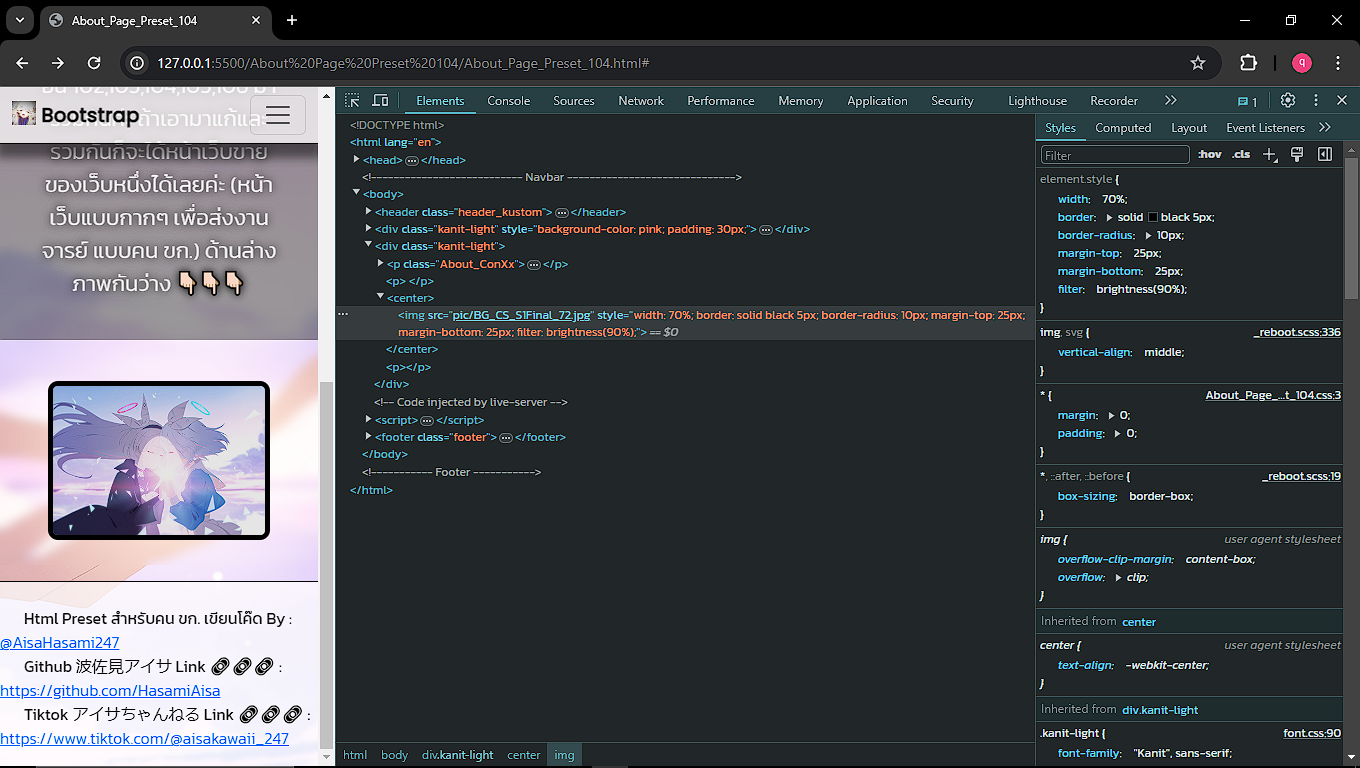 About_Page_Preset_104
127.0.0.1:5500/About%20Page%20Preset%20104/About_Page_Preset_104.html#
q
Bootstrap
รวมกันก็จะได้หน้าเว็บขาย
ของเว็บหนึ่งได้เลยค่ะ (หน้า
เว็บแบบกากๆ เพื่อส่งงาน
จารย์ แบบคน ขก.) ด้านล่าง
ภาพกันว่าง 👇🏻👇🏻👇🏻
Html Preset สำหรับคน ขก. เขียนโค๊ด By :
@AisaHasami247
Github 波佐見アイサ Link 🔗🔗🔗 :
https://github.com/HasamiAisa
Tiktok アイサちゃんねる Link 🔗🔗🔗 :
https://www.tiktok.com/@aisakawaii_247
Elements Console Sources Network Performance Memory Application Security Lighthouse Recorder 1
<!DOCTYPE html>
<html lang="en">
<head> … </head>
<!---------------------------- Navbar ------------------------------->
<body>
<header class="header_kustom"> … </header>
<div class="kanit-light" style="background-color: pink; padding: 30px;"> … </div>
<div class="kanit-light">
<p class="About_ConXx"> … </p>
<p> </p>
<center>
<img src="pic/BG_CS_S1Final_72.jpg" style="width: 70%; border: solid black 5px; border-radius: 10px; margin-top: 25px;
margin-bottom: 25px; filter: brightness(90%);"> == $0
</center>
<p></p>
</div>
<!-- Code injected by live-server -->
<script> … </script>
<footer class="footer"> … </footer>
</body>
<!----------- Footer ----------->
</html>
html body div.kanit-light center img
Styles Computed Layout Event Listeners
Filter :hov .cls
element.style {
width: 70%;
border: solid black 5px;
border-radius: 10px;
margin-top: 25px;
margin-bottom: 25px;
filter: brightness(90%);
}
img, svg { _reboot.scss:336
vertical-align: middle;
}
* { About_Page_…t_104.css:3
margin: 0;
padding: 0;
}
*, ::after, ::before { _reboot.scss:19
box-sizing: border-box;
}
img { user agent stylesheet
overflow-clip-margin: content-box;
overflow: clip;
}
Inherited from center
center { user agent stylesheet
text-align: -webkit-center;
}
Inherited from div.kanit-light
.kanit-light { font.css:90
font-family: "Kanit", sans-serif;